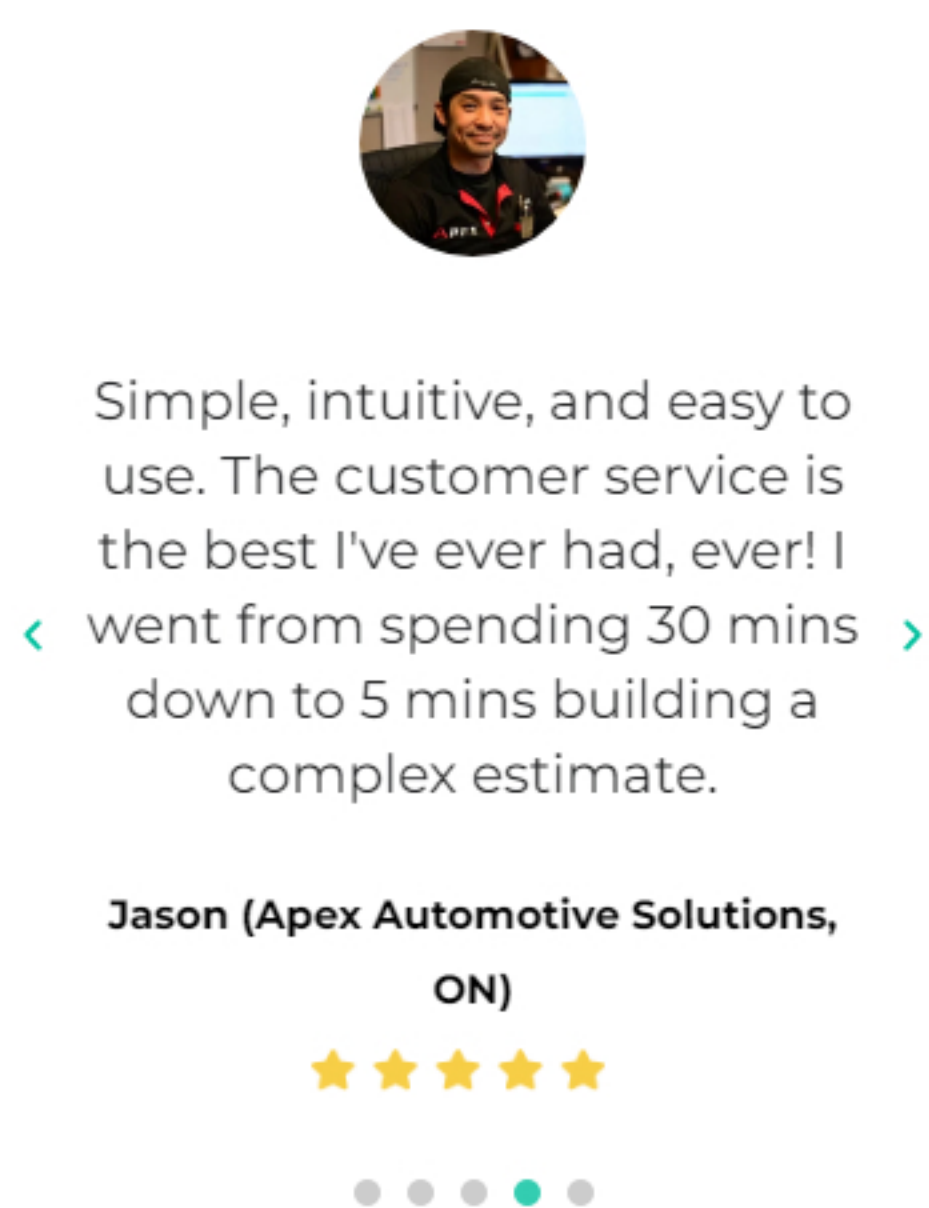 Apex
Simple, intuitive, and easy to
use. The customer service is
the best I've ever had, ever! I
went from spending 30 mins
down to 5 mins building a
complex estimate.
Jason (Apex Automotive Solutions,
ON)